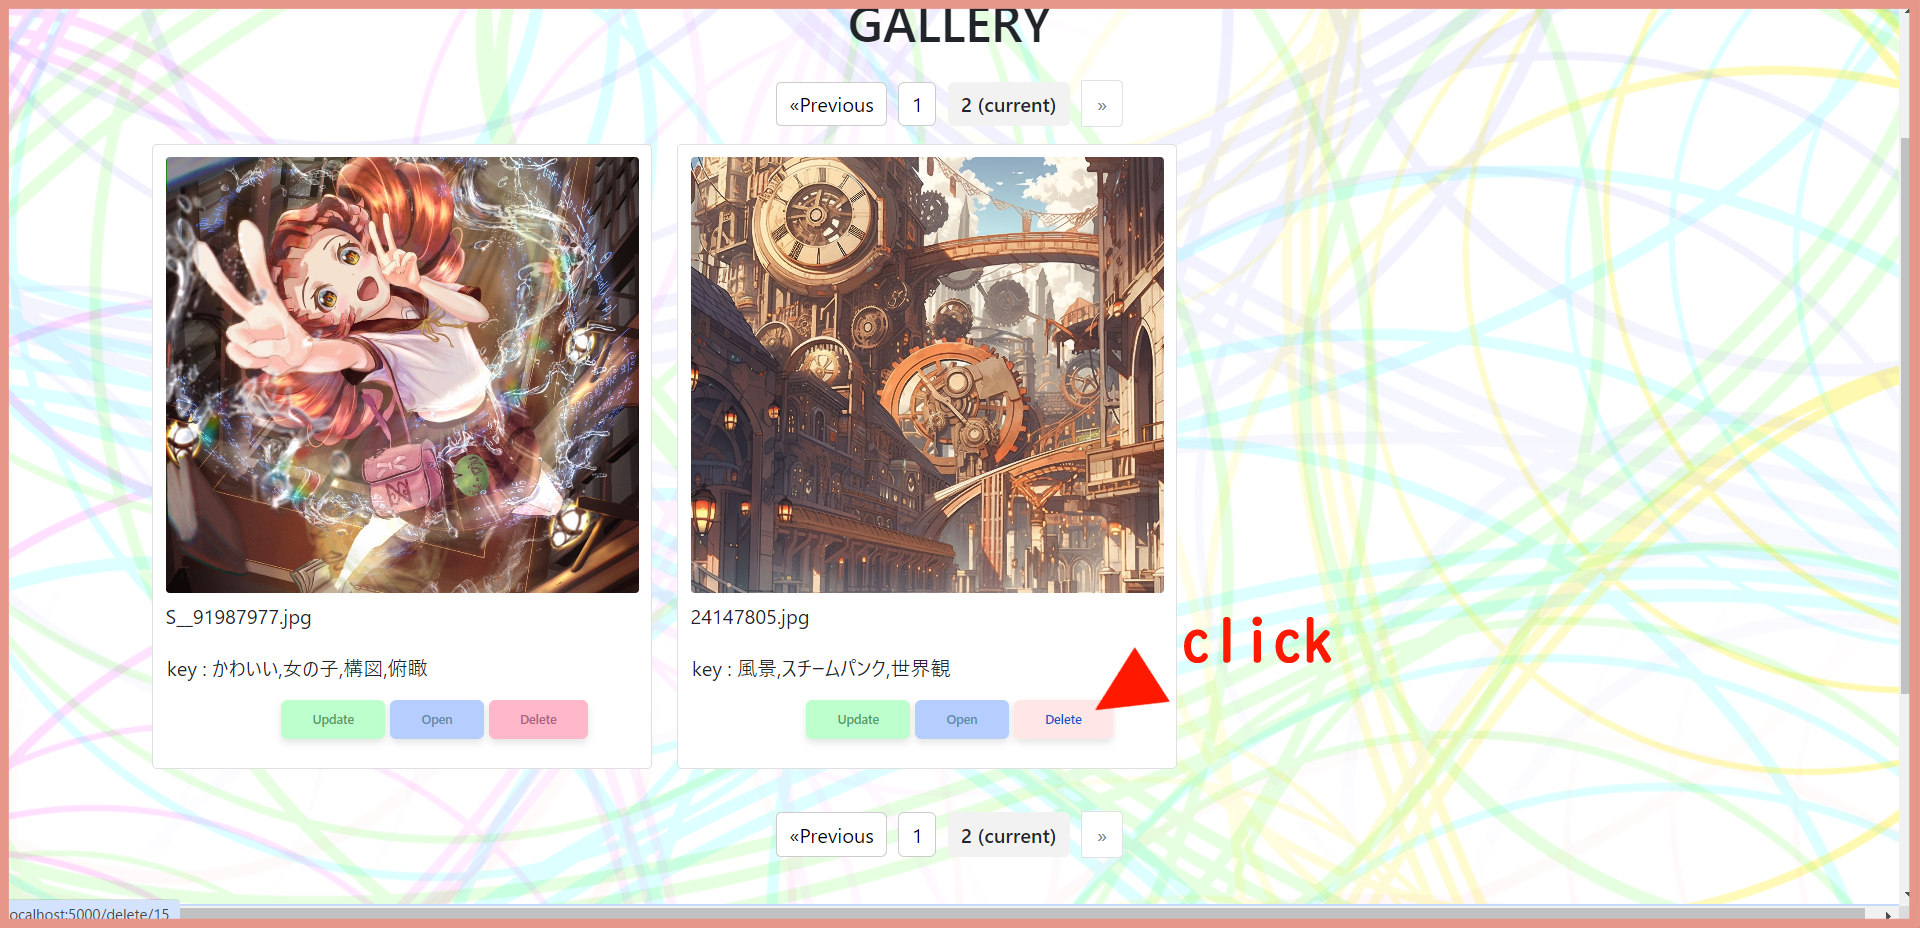 GALLERY
«Previous 1 2 (current) »
S__91987977.jpg
key : かわいい,女の子,構図,俯瞰
Update Open Delete
24147805.jpg
key : 風景,スチームパンク,世界観
Update Open Delete
click
«Previous 1 2 (current) »
ocalhost:5000/delete/15